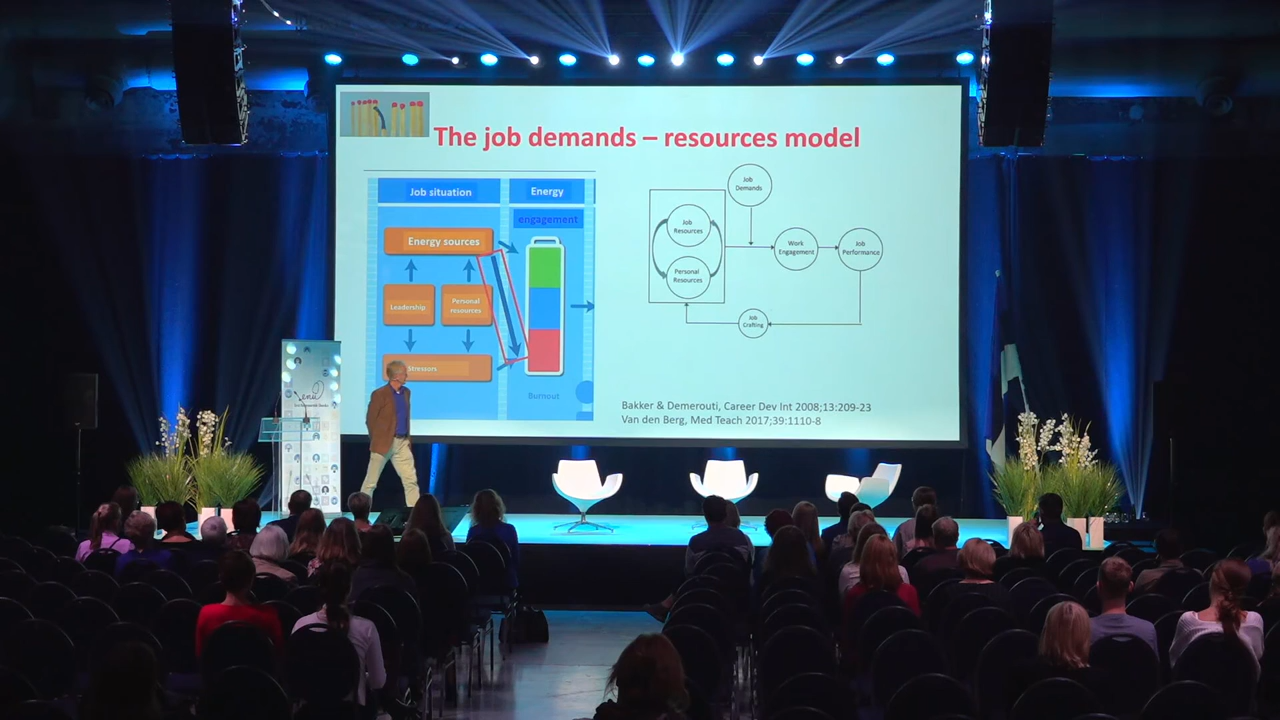 The job demands – resources model
Job situation
Energy
engagement
Energy sources
Leadership
Personal
resources
Stressors
Burnout
Job
Demands
Job
Resources
Personal
Resources
Work
Engagement
Job
Performance
Job
Crafting
Bakker & Demerouti, Career Dev Int 2008;13:209-23
Van den Berg, Med Teach 2017;39:1110-8